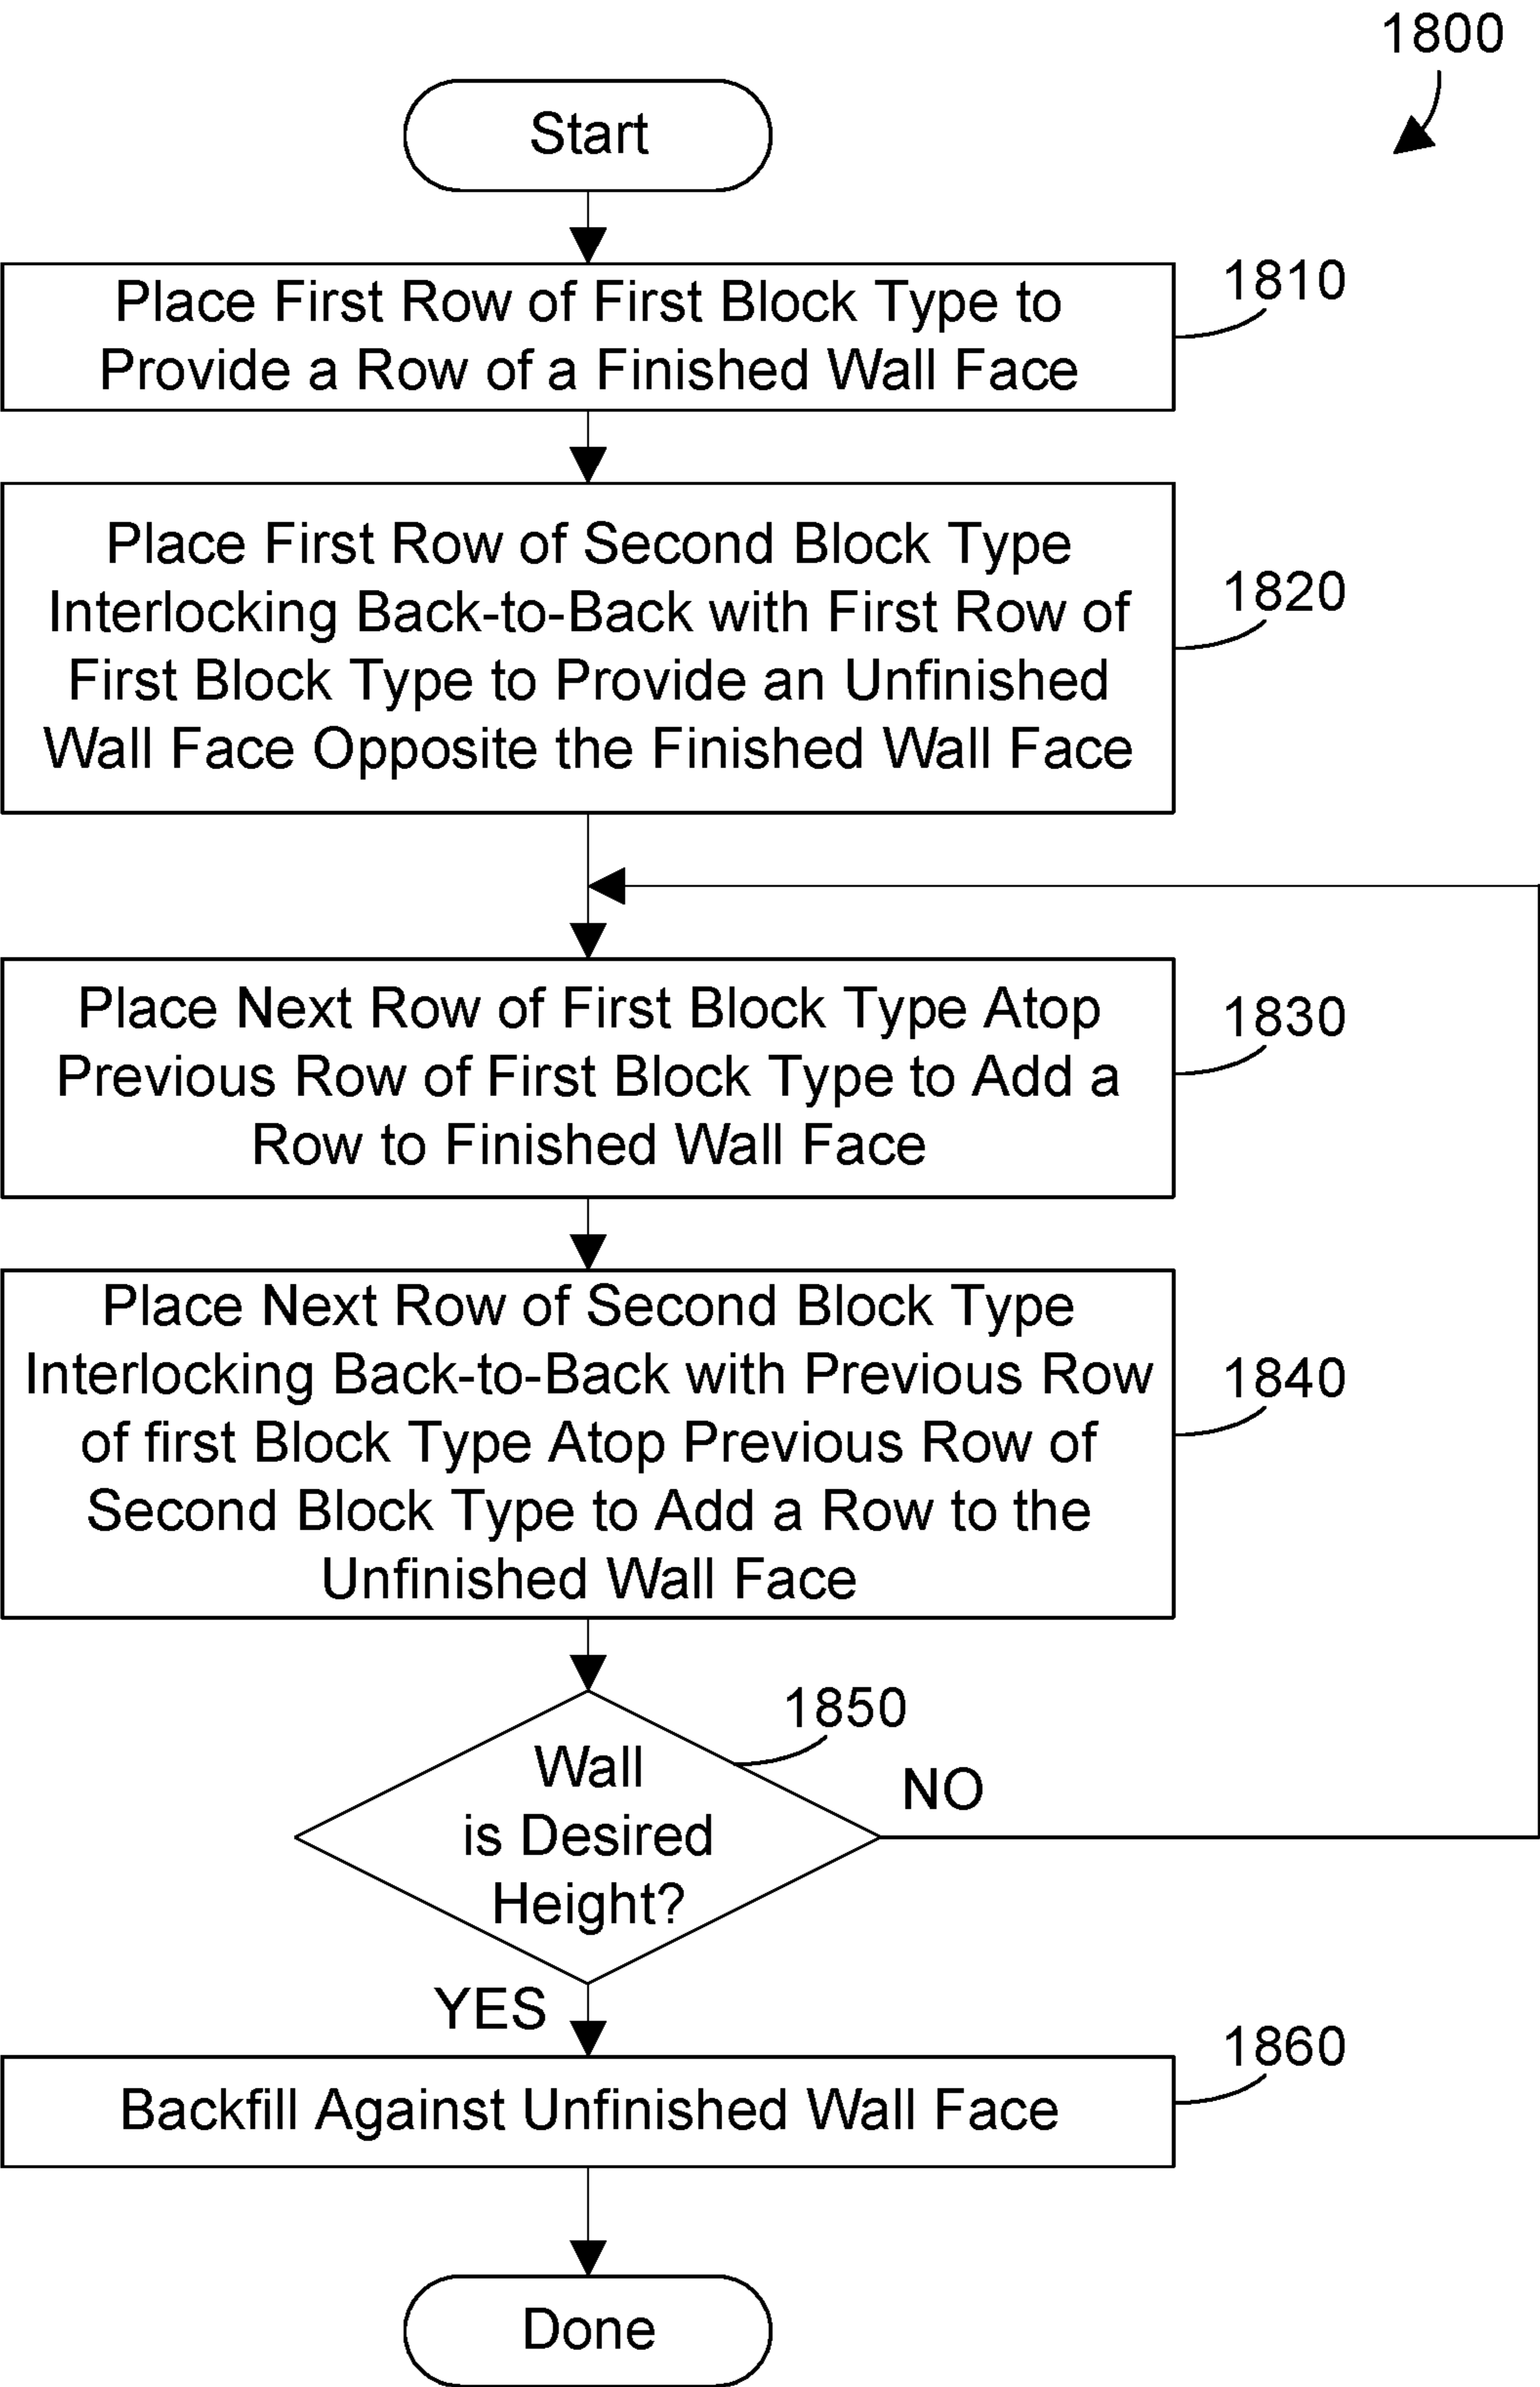 1800
Start
Place First Row of First Block Type to
Provide a Row of a Finished Wall Face
1810
Place First Row of Second Block Type
Interlocking Back-to-Back with First Row of
First Block Type to Provide an Unfinished
Wall Face Opposite the Finished Wall Face
1820
Place Next Row of First Block Type Atop
Previous Row of First Block Type to Add a
Row to Finished Wall Face
1830
Place Next Row of Second Block Type
Interlocking Back-to-Back with Previous Row
of first Block Type Atop Previous Row of
Second Block Type to Add a Row to the
Unfinished Wall Face
1840
Wall
is Desired
Height?
1850
NO
YES
Backfill Against Unfinished Wall Face
1860
Done